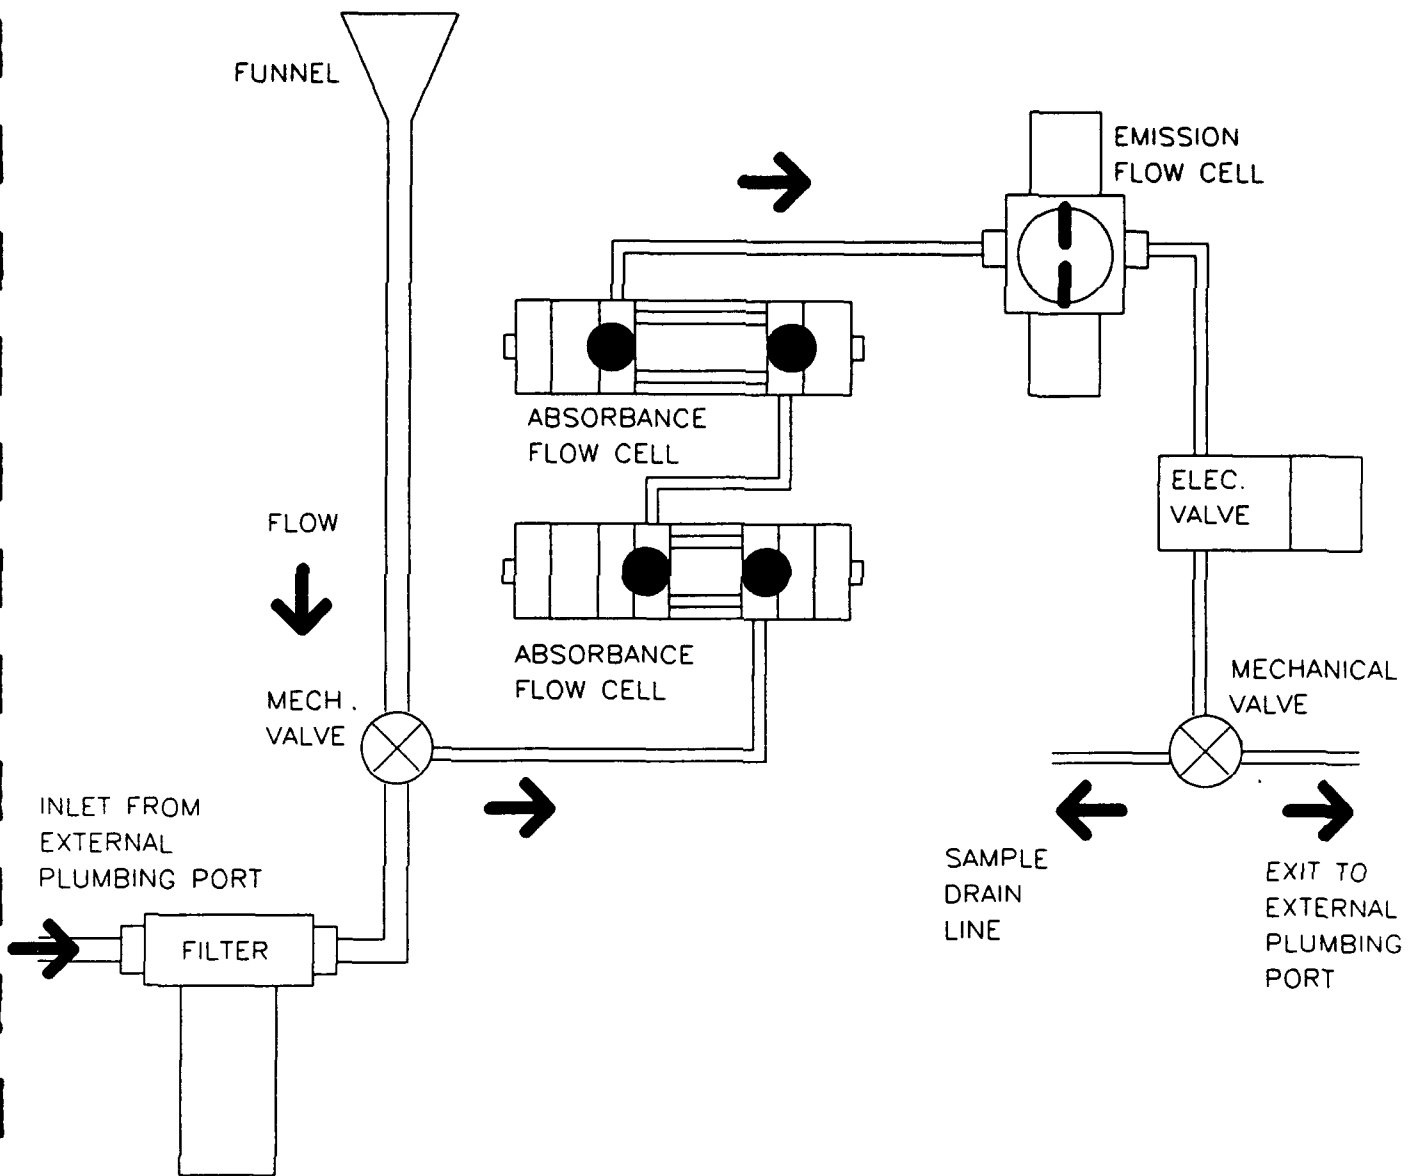 FUNNEL
EMISSION
FLOW CELL
ABSORBANCE
FLOW CELL
ELEC.
VALVE
FLOW
ABSORBANCE
FLOW CELL
MECH.
VALVE
MECHANICAL
VALVE
INLET FROM
EXTERNAL
PLUMBING PORT
FILTER
SAMPLE
DRAIN
LINE
EXIT TO
EXTERNAL
PLUMBING
PORT